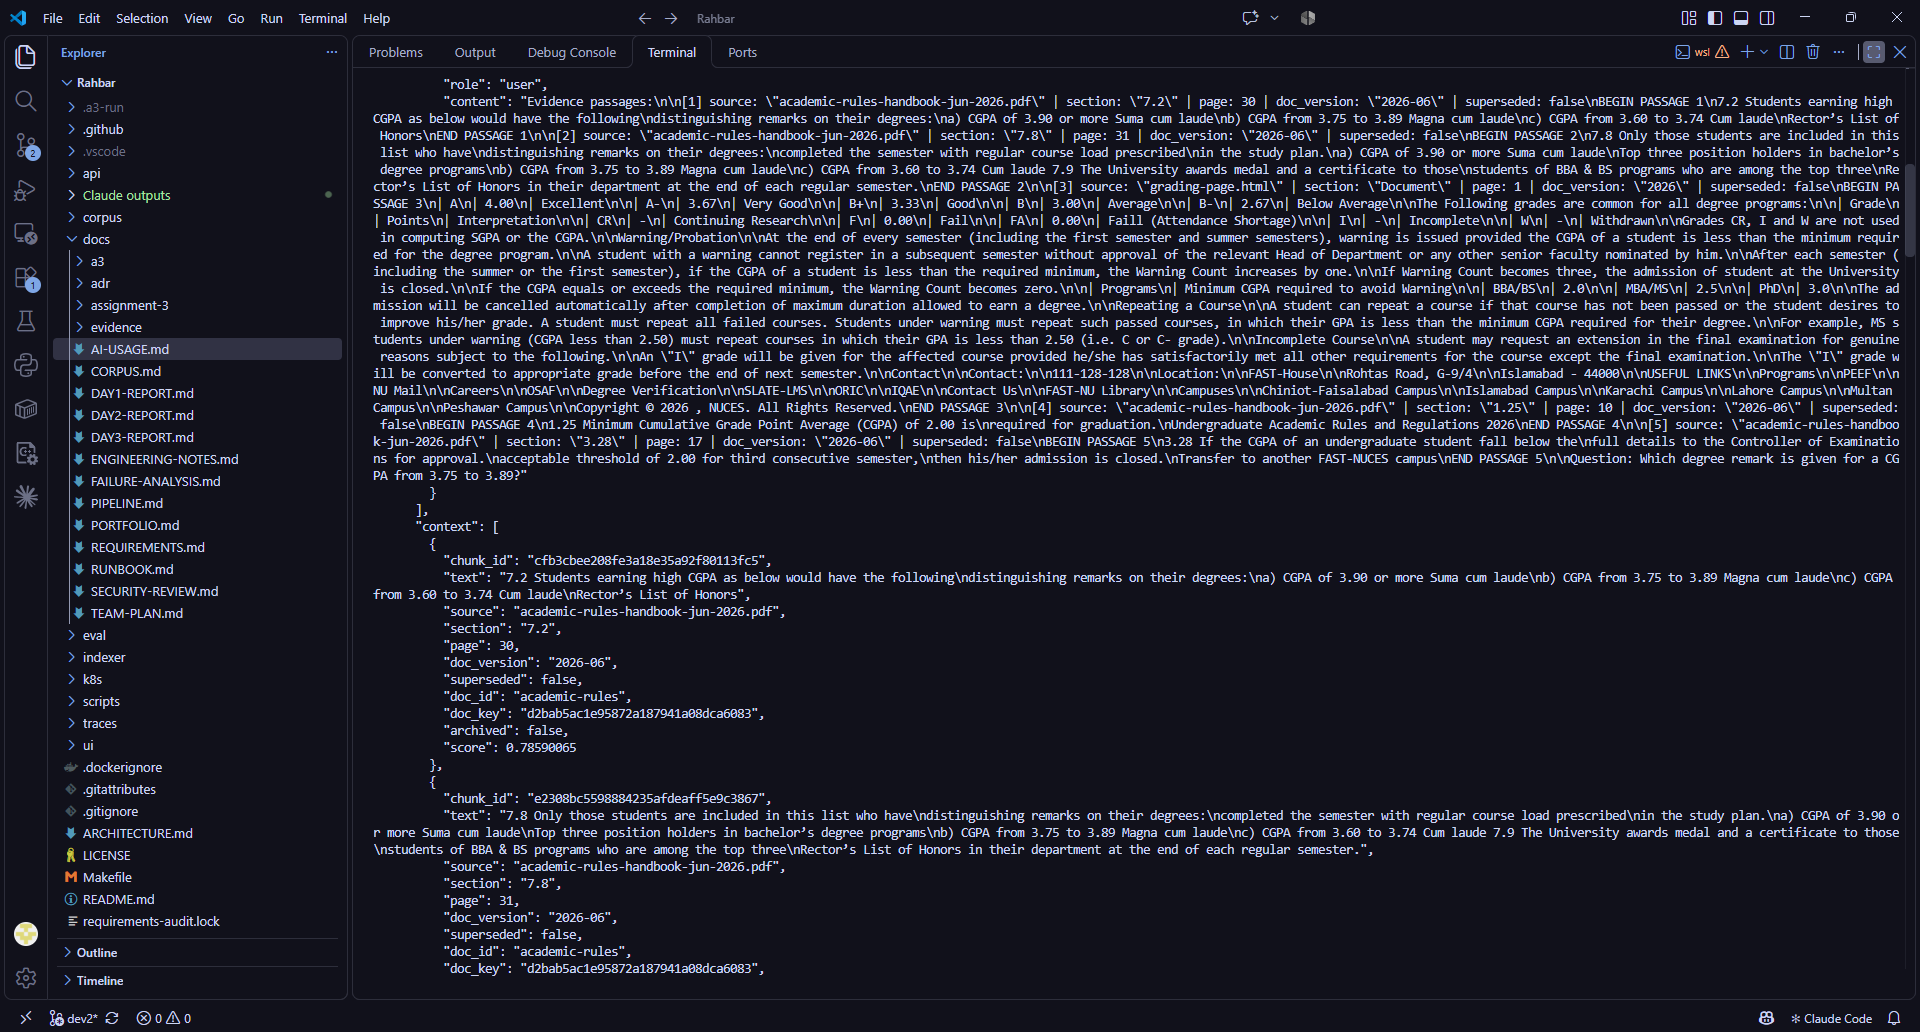 File Edit Selection View Go Run Terminal Help
Rahbar
Explorer
Rahbar
.a3-run
.github
.vscode
api
Claude outputs
corpus
docs
a3
adr
assignment-3
evidence
AI-USAGE.md
CORPUS.md
DAY1-REPORT.md
DAY2-REPORT.md
DAY3-REPORT.md
ENGINEERING-NOTES.md
FAILURE-ANALYSIS.md
PIPELINE.md
PORTFOLIO.md
REQUIREMENTS.md
RUNBOOK.md
SECURITY-REVIEW.md
TEAM-PLAN.md
eval
indexer
k8s
scripts
traces
ui
.dockerignore
.gitattributes
.gitignore
ARCHITECTURE.md
LICENSE
Makefile
README.md
requirements-audit.lock
Outline
Timeline
2
1
Problems Output Debug Console Terminal Ports
wsl
"role": "user",
"content": "Evidence passages:\n\n[1] source: \"academic-rules-handbook-jun-2026.pdf\" | section: \"7.2\" | page: 30 | doc_version: \"2026-06\" | superseded: false\nBEGIN PASSAGE 1\n7.2 Students earning high
CGPA as below would have the following\ndistinguishing remarks on their degrees:\na) CGPA of 3.90 or more Suma cum laude\nb) CGPA from 3.75 to 3.89 Magna cum laude\nc) CGPA from 3.60 to 3.74 Cum laude\nRector’s List of
Honors\nEND PASSAGE 1\n\n[2] source: \"academic-rules-handbook-jun-2026.pdf\" | section: \"7.8\" | page: 31 | doc_version: \"2026-06\" | superseded: false\nBEGIN PASSAGE 2\n7.8 Only those students are included in this
list who have\ndistinguishing remarks on their degrees:\ncompleted the semester with regular course load prescribed\nin the study plan.\na) CGPA of 3.90 or more Suma cum laude\nTop three position holders in bachelor’s
degree programs\nb) CGPA from 3.75 to 3.89 Magna cum laude\nc) CGPA from 3.60 to 3.74 Cum laude 7.9 The University awards medal and a certificate to those\nstudents of BBA & BS programs who are among the top three\nRe
ctor’s List of Honors in their department at the end of each regular semester.\nEND PASSAGE 2\n\n[3] source: \"grading-page.html\" | section: \"Document\" | page: 1 | doc_version: \"2026\" | superseded: false\nBEGIN PA
SSAGE 3\n| A\n| 4.00\n| Excellent\n\n| A-\n| 3.67\n| Very Good\n\n| B+\n| 3.33\n| Good\n\n| B\n| 3.00\n| Average\n\n| B-\n| 2.67\n| Below Average\n\nThe Following grades are common for all degree programs:\n\n| Grade\n
| Points\n| Interpretation\n\n| CR\n| -\n| Continuing Research\n\n| F\n| 0.00\n| Fail\n\n| FA\n| 0.00\n| Faill (Attendance Shortage)\n\n| I\n| -\n| Incomplete\n\n| W\n| -\n| Withdrawn\n\nGrades CR, I and W are not used
in computing SGPA or the CGPA.\n\nWarning/Probation\n\nAt the end of every semester (including the first semester and summer semesters), warning is issued provided the CGPA of a student is less than the minimum requir
ed for the degree program.\n\nA student with a warning cannot register in a subsequent semester without approval of the relevant Head of Department or any other senior faculty nominated by him.\n\nAfter each semester (
including the summer or the first semester), if the CGPA of a student is less than the required minimum, the Warning Count increases by one.\n\nIf Warning Count becomes three, the admission of student at the University
is closed.\n\nIf the CGPA equals or exceeds the required minimum, the Warning Count becomes zero.\n\n| Programs\n| Minimum CGPA required to avoid Warning\n\n| BBA/BS\n| 2.0\n\n| MBA/MS\n| 2.5\n\n| PhD\n| 3.0\n\nThe ad
mission will be cancelled automatically after completion of maximum duration allowed to earn a degree.\n\nRepeating a Course\n\nA student can repeat a course if that course has not been passed or the student desires to
improve his/her grade. A student must repeat all failed courses. Students under warning must repeat such passed courses, in which their GPA is less than the minimum CGPA required for their degree.\n\nFor example, MS s
tudents under warning (CGPA less than 2.50) must repeat courses in which their GPA is less than 2.50 (i.e. C or C- grade).\n\nIncomplete Course\n\nA student may request an extension in the final examination for genuine
reasons subject to the following.\n\nAn \"I\" grade will be given for the affected course provided he/she has satisfactorily met all other requirements for the course except the final examination.\n\nThe \"I\" grade w
ill be converted to appropriate grade before the end of next semester.\n\nContact\n\nContact:\n\n111-128-128\n\nLocation:\n\nFAST-House\n\nRohtas Road, G-9/4\n\nIslamabad - 44000\n\nUSEFUL LINKS\n\nPrograms\n\nPEEF\n\n
NU Mail\n\nCareers\n\nOSAF\n\nDegree Verification\n\nSLATE-LMS\n\nORIC\n\nIQAE\n\nContact Us\n\nFAST-NU Library\n\nCampuses\n\nChiniot-Faisalabad Campus\n\nIslamabad Campus\n\nKarachi Campus\n\nLahore Campus\n\nMultan
Campus\n\nPeshawar Campus\n\nCopyright © 2026 , NUCES. All Rights Reserved.\nEND PASSAGE 3\n\n[4] source: \"academic-rules-handbook-jun-2026.pdf\" | section: \"1.25\" | page: 10 | doc_version: \"2026-06\" | superseded:
false\nBEGIN PASSAGE 4\n1.25 Minimum Cumulative Grade Point Average (CGPA) of 2.00 is\nrequired for graduation.\nUndergraduate Academic Rules and Regulations 2026\nEND PASSAGE 4\n\n[5] source: \"academic-rules-handboo
k-jun-2026.pdf\" | section: \"3.28\" | page: 17 | doc_version: \"2026-06\" | superseded: false\nBEGIN PASSAGE 5\n3.28 If the CGPA of an undergraduate student fall below the\nfull details to the Controller of Examinatio
ns for approval.\nacceptable threshold of 2.00 for third consecutive semester,\nthen his/her admission is closed.\nTransfer to another FAST-NUCES campus\nEND PASSAGE 5\n\nQuestion: Which degree remark is given for a CG
PA from 3.75 to 3.89?"
}
],
"context": [
{
"chunk_id": "cfb3cbee208fe3a18e35a92f80113fc5",
"text": "7.2 Students earning high CGPA as below would have the following\ndistinguishing remarks on their degrees:\na) CGPA of 3.90 or more Suma cum laude\nb) CGPA from 3.75 to 3.89 Magna cum laude\nc) CGPA
from 3.60 to 3.74 Cum laude\nRector’s List of Honors",
"source": "academic-rules-handbook-jun-2026.pdf",
"section": "7.2",
"page": 30,
"doc_version": "2026-06",
"superseded": false,
"doc_id": "academic-rules",
"doc_key": "d2bab5ac1e95872a187941a08dca6083",
"archived": false,
"score": 0.78590065
},
{
"chunk_id": "e2308bc5598884235afdeaff5e9c3867",
"text": "7.8 Only those students are included in this list who have\ndistinguishing remarks on their degrees:\ncompleted the semester with regular course load prescribed\nin the study plan.\na) CGPA of 3.90 o
r more Suma cum laude\nTop three position holders in bachelor’s degree programs\nb) CGPA from 3.75 to 3.89 Magna cum laude\nc) CGPA from 3.60 to 3.74 Cum laude 7.9 The University awards medal and a certificate to those
\nstudents of BBA & BS programs who are among the top three\nRector’s List of Honors in their department at the end of each regular semester.",
"source": "academic-rules-handbook-jun-2026.pdf",
"section": "7.8",
"page": 31,
"doc_version": "2026-06",
"superseded": false,
"doc_id": "academic-rules",
"doc_key": "d2bab5ac1e95872a187941a08dca6083",
dev2* 0 0
Claude Code